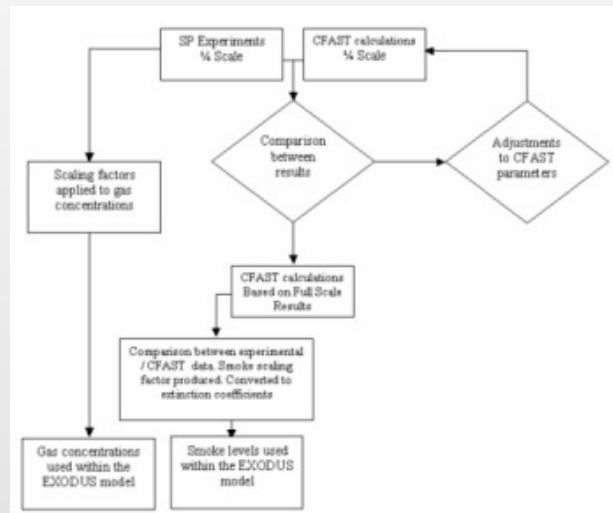 SP Experiments
¼ Scale
CFAST calculations
¼ Scale
Comparison
between
results
Adjustments
to CFAST
parameters
Scaling factors
applied to gas
concentrations
CFAST calculations
Based on Full Scale
Results
Comparison between experimental
/ CFAST data. Smoke scaling
factor produced. Converted to
extinction coefficients
Gas concentrations
used within the
EXODUS model
Smoke levels used
within the EXODUS
model